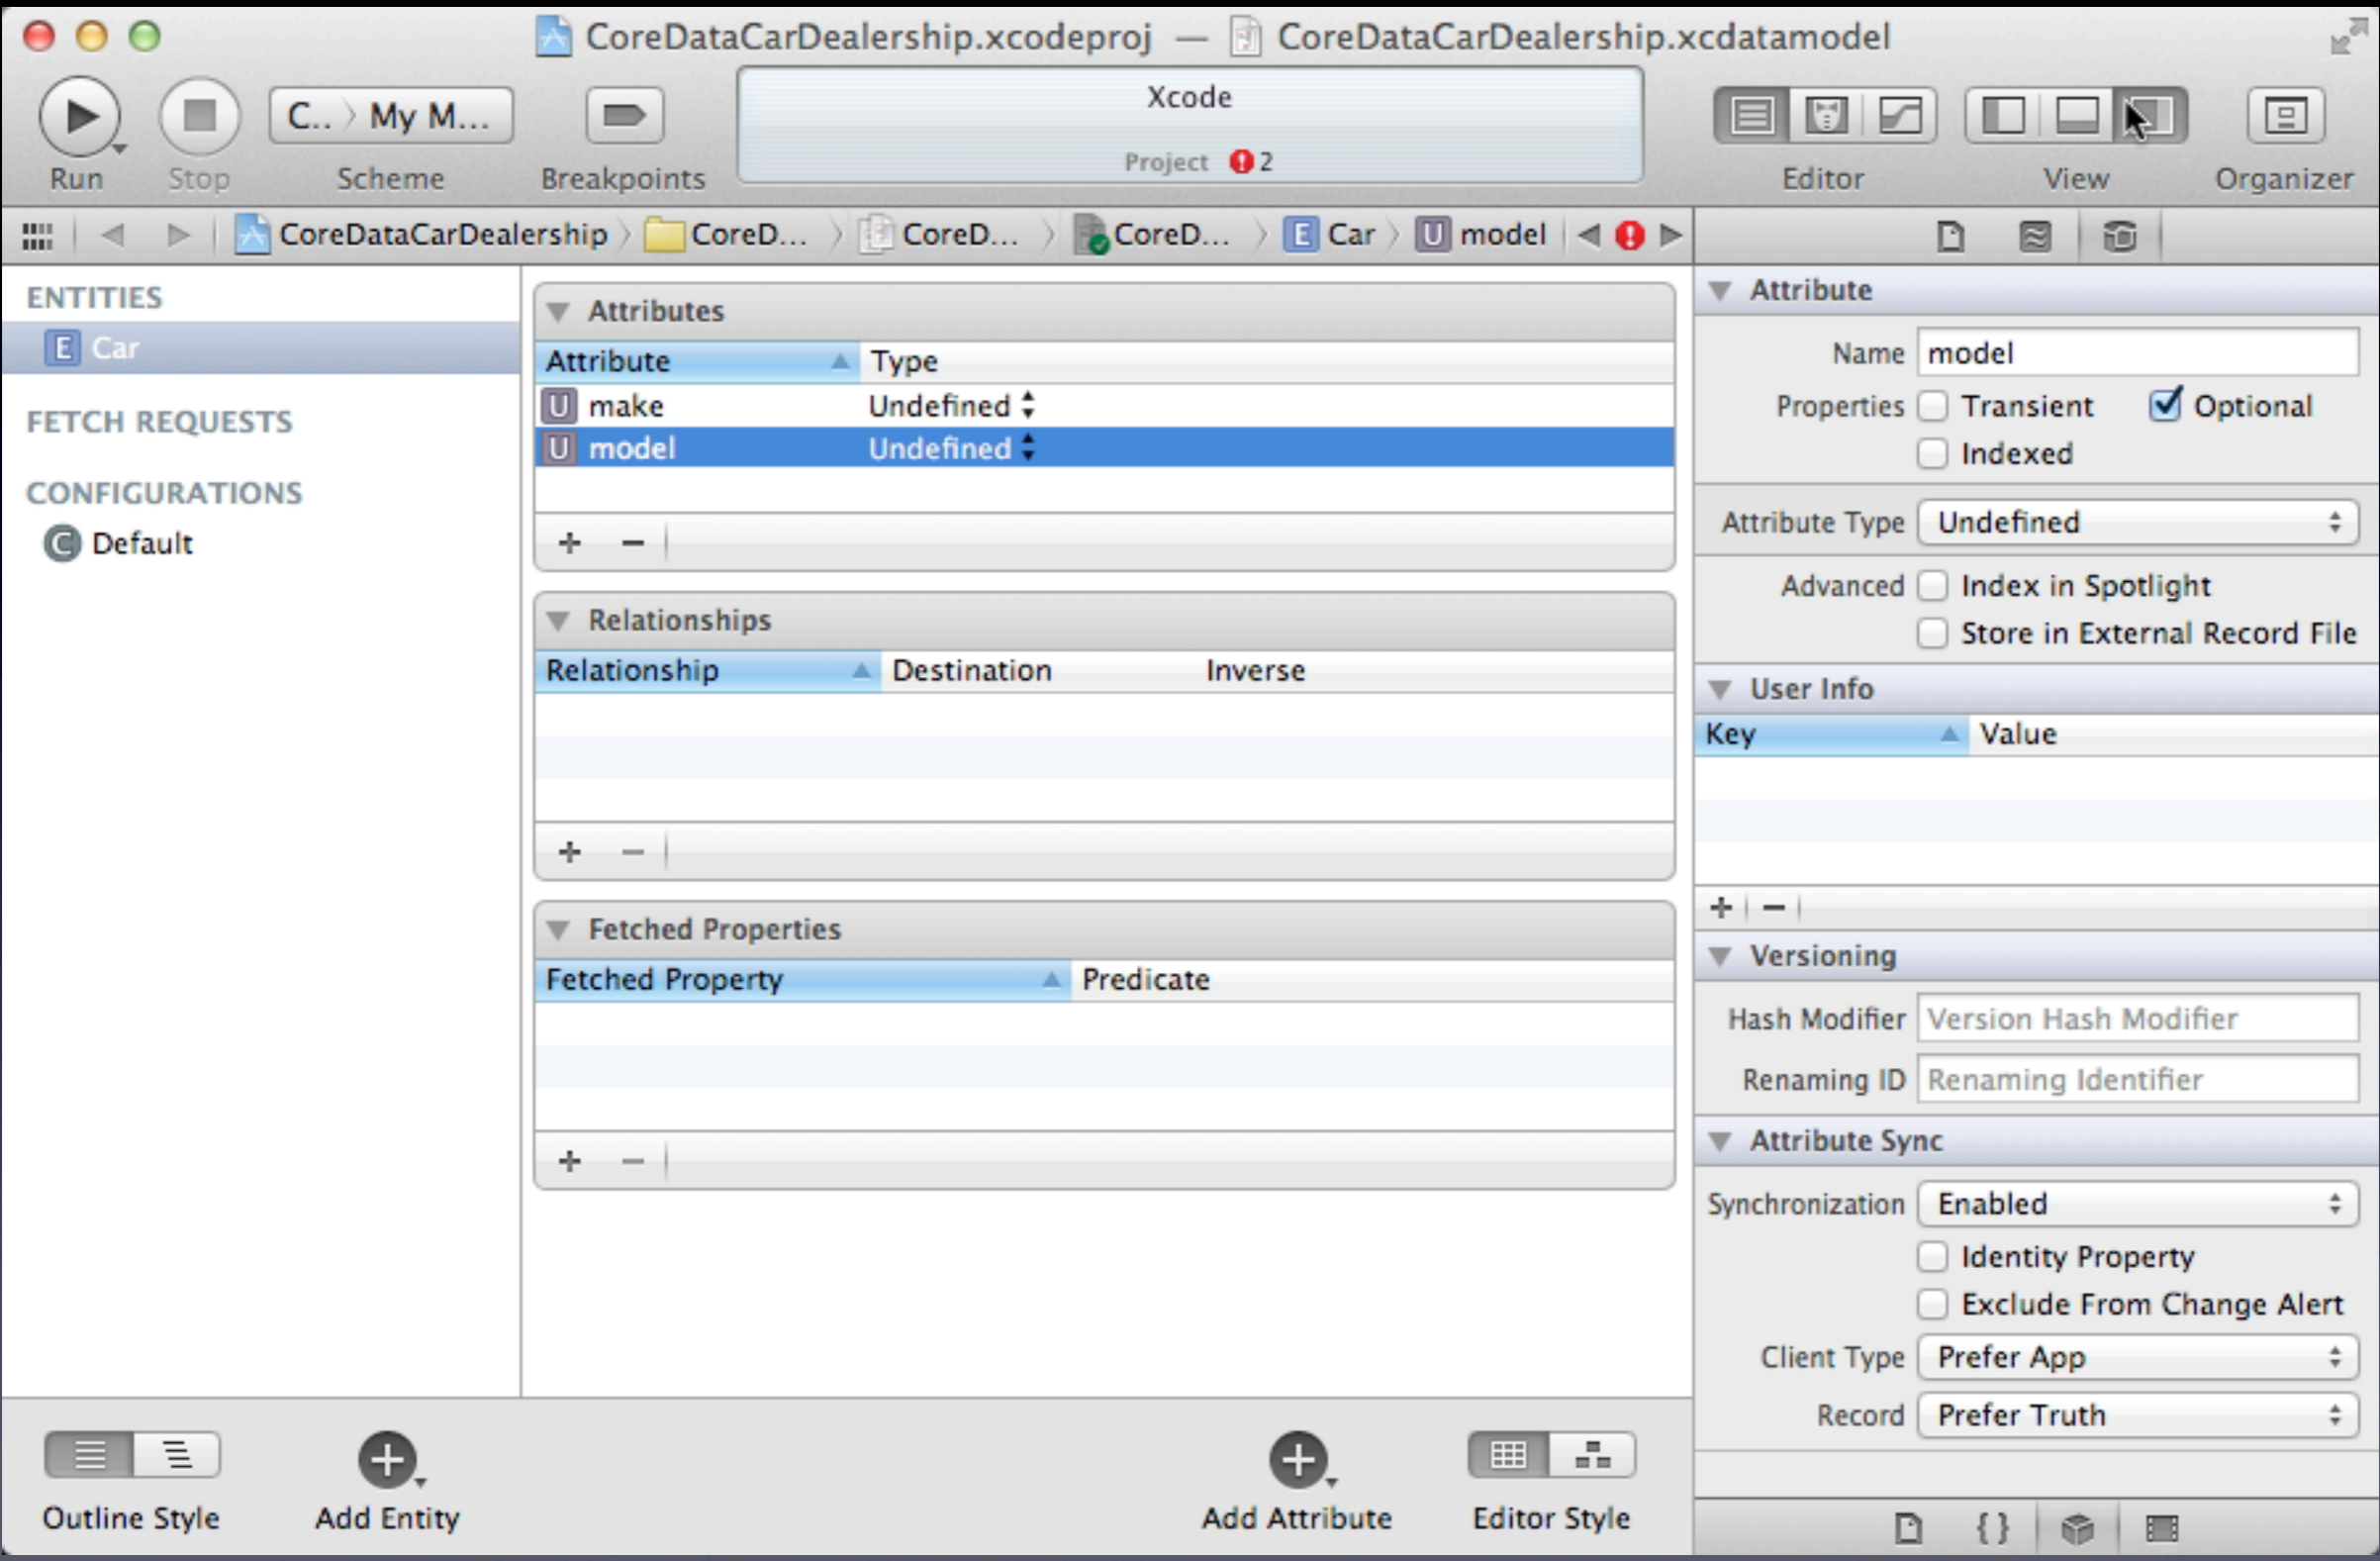 CoreDataCarDealership.xcodeproj — CoreDataCarDealership.xcdatamodel
C.. 〉 My M...
Xcode
Project 2
Run Stop Scheme Breakpoints Editor View Organizer
CoreDataCarDealership 〉 CoreD... 〉 CoreD... 〉 CoreD... 〉 E Car 〉 U model
ENTITIES
E Car
FETCH REQUESTS
CONFIGURATIONS
C Default
Attributes
Attribute Type
U make Undefined
U model Undefined
+ −
Relationships
Relationship Destination Inverse
+ −
Fetched Properties
Fetched Property Predicate
+ −
Attribute
Name model
Properties Transient Optional
Indexed
Attribute Type Undefined
Advanced Index in Spotlight
Store in External Record File
User Info
Key Value
+ −
Versioning
Hash Modifier Version Hash Modifier
Renaming ID Renaming Identifier
Attribute Sync
Synchronization Enabled
Identity Property
Exclude From Change Alert
Client Type Prefer App
Record Prefer Truth
Outline Style Add Entity Add Attribute Editor Style
{ }